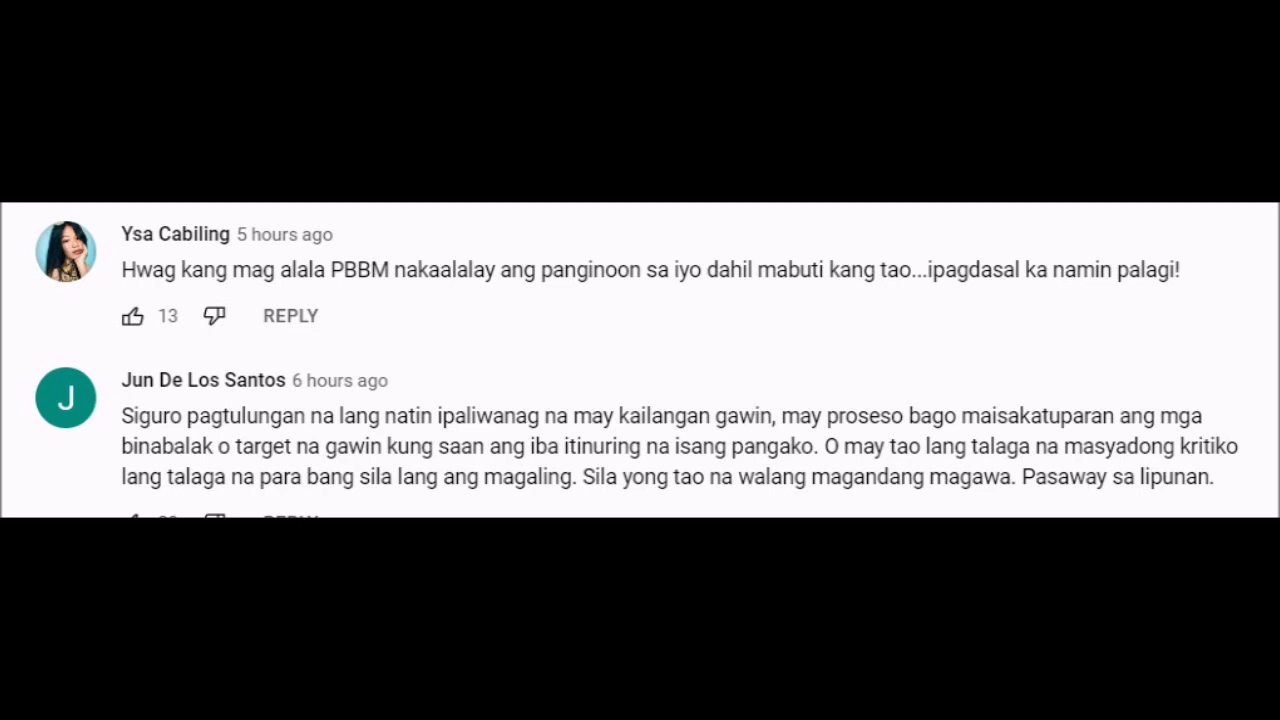 Ysa Cabiling 5 hours ago
Hwag kang mag alala PBBM nakaalalay ang panginoon sa iyo dahil mabuti kang tao...ipagdasal ka namin palagi!
13 REPLY
Jun De Los Santos 6 hours ago
J
Siguro pagtulungan na lang natin ipaliwanag na may kailangan gawin, may proseso bago maisakatuparan ang mga
binabalak o target na gawin kung saan ang iba itinuring na isang pangako. O may tao lang talaga na masyadong kritiko
lang talaga na para bang sila lang ang magaling. Sila yong tao na walang magandang magawa. Pasaway sa lipunan.